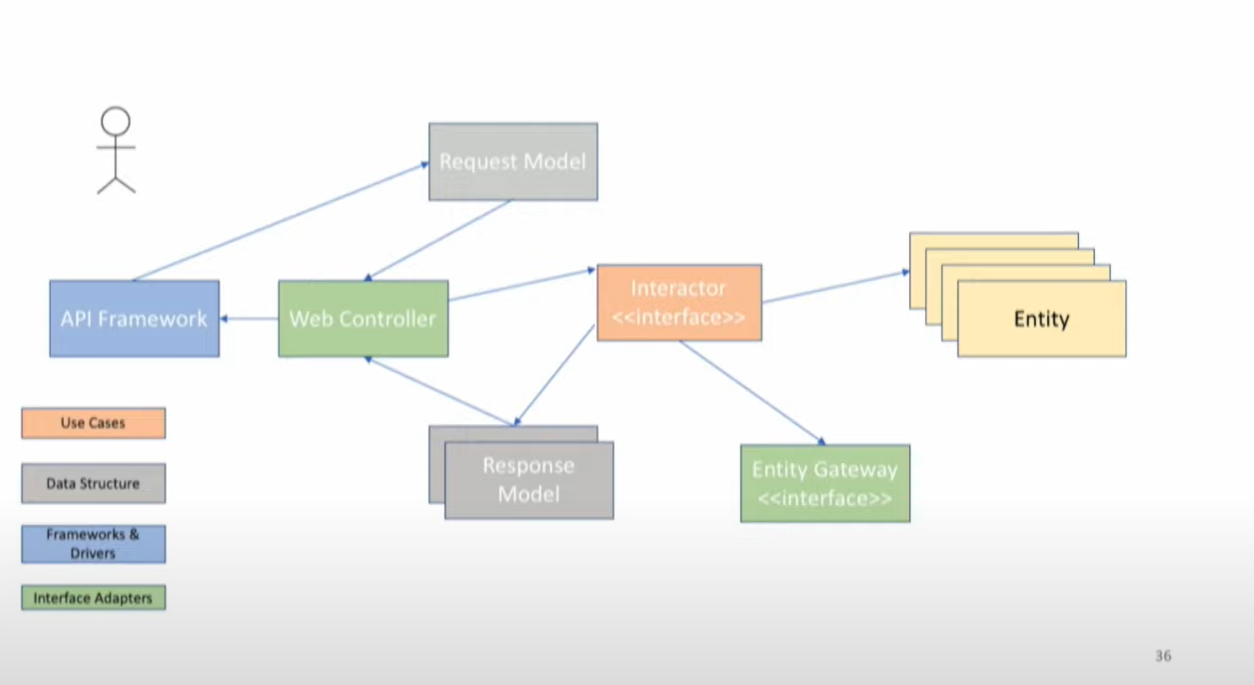 Request Model
API Framework
Web Controller
Interactor
<<interface>>
Entity
Use Cases
Data Structure
Frameworks &
Drivers
Interface Adapters
Response
Model
Entity Gateway
<<interface>>
36